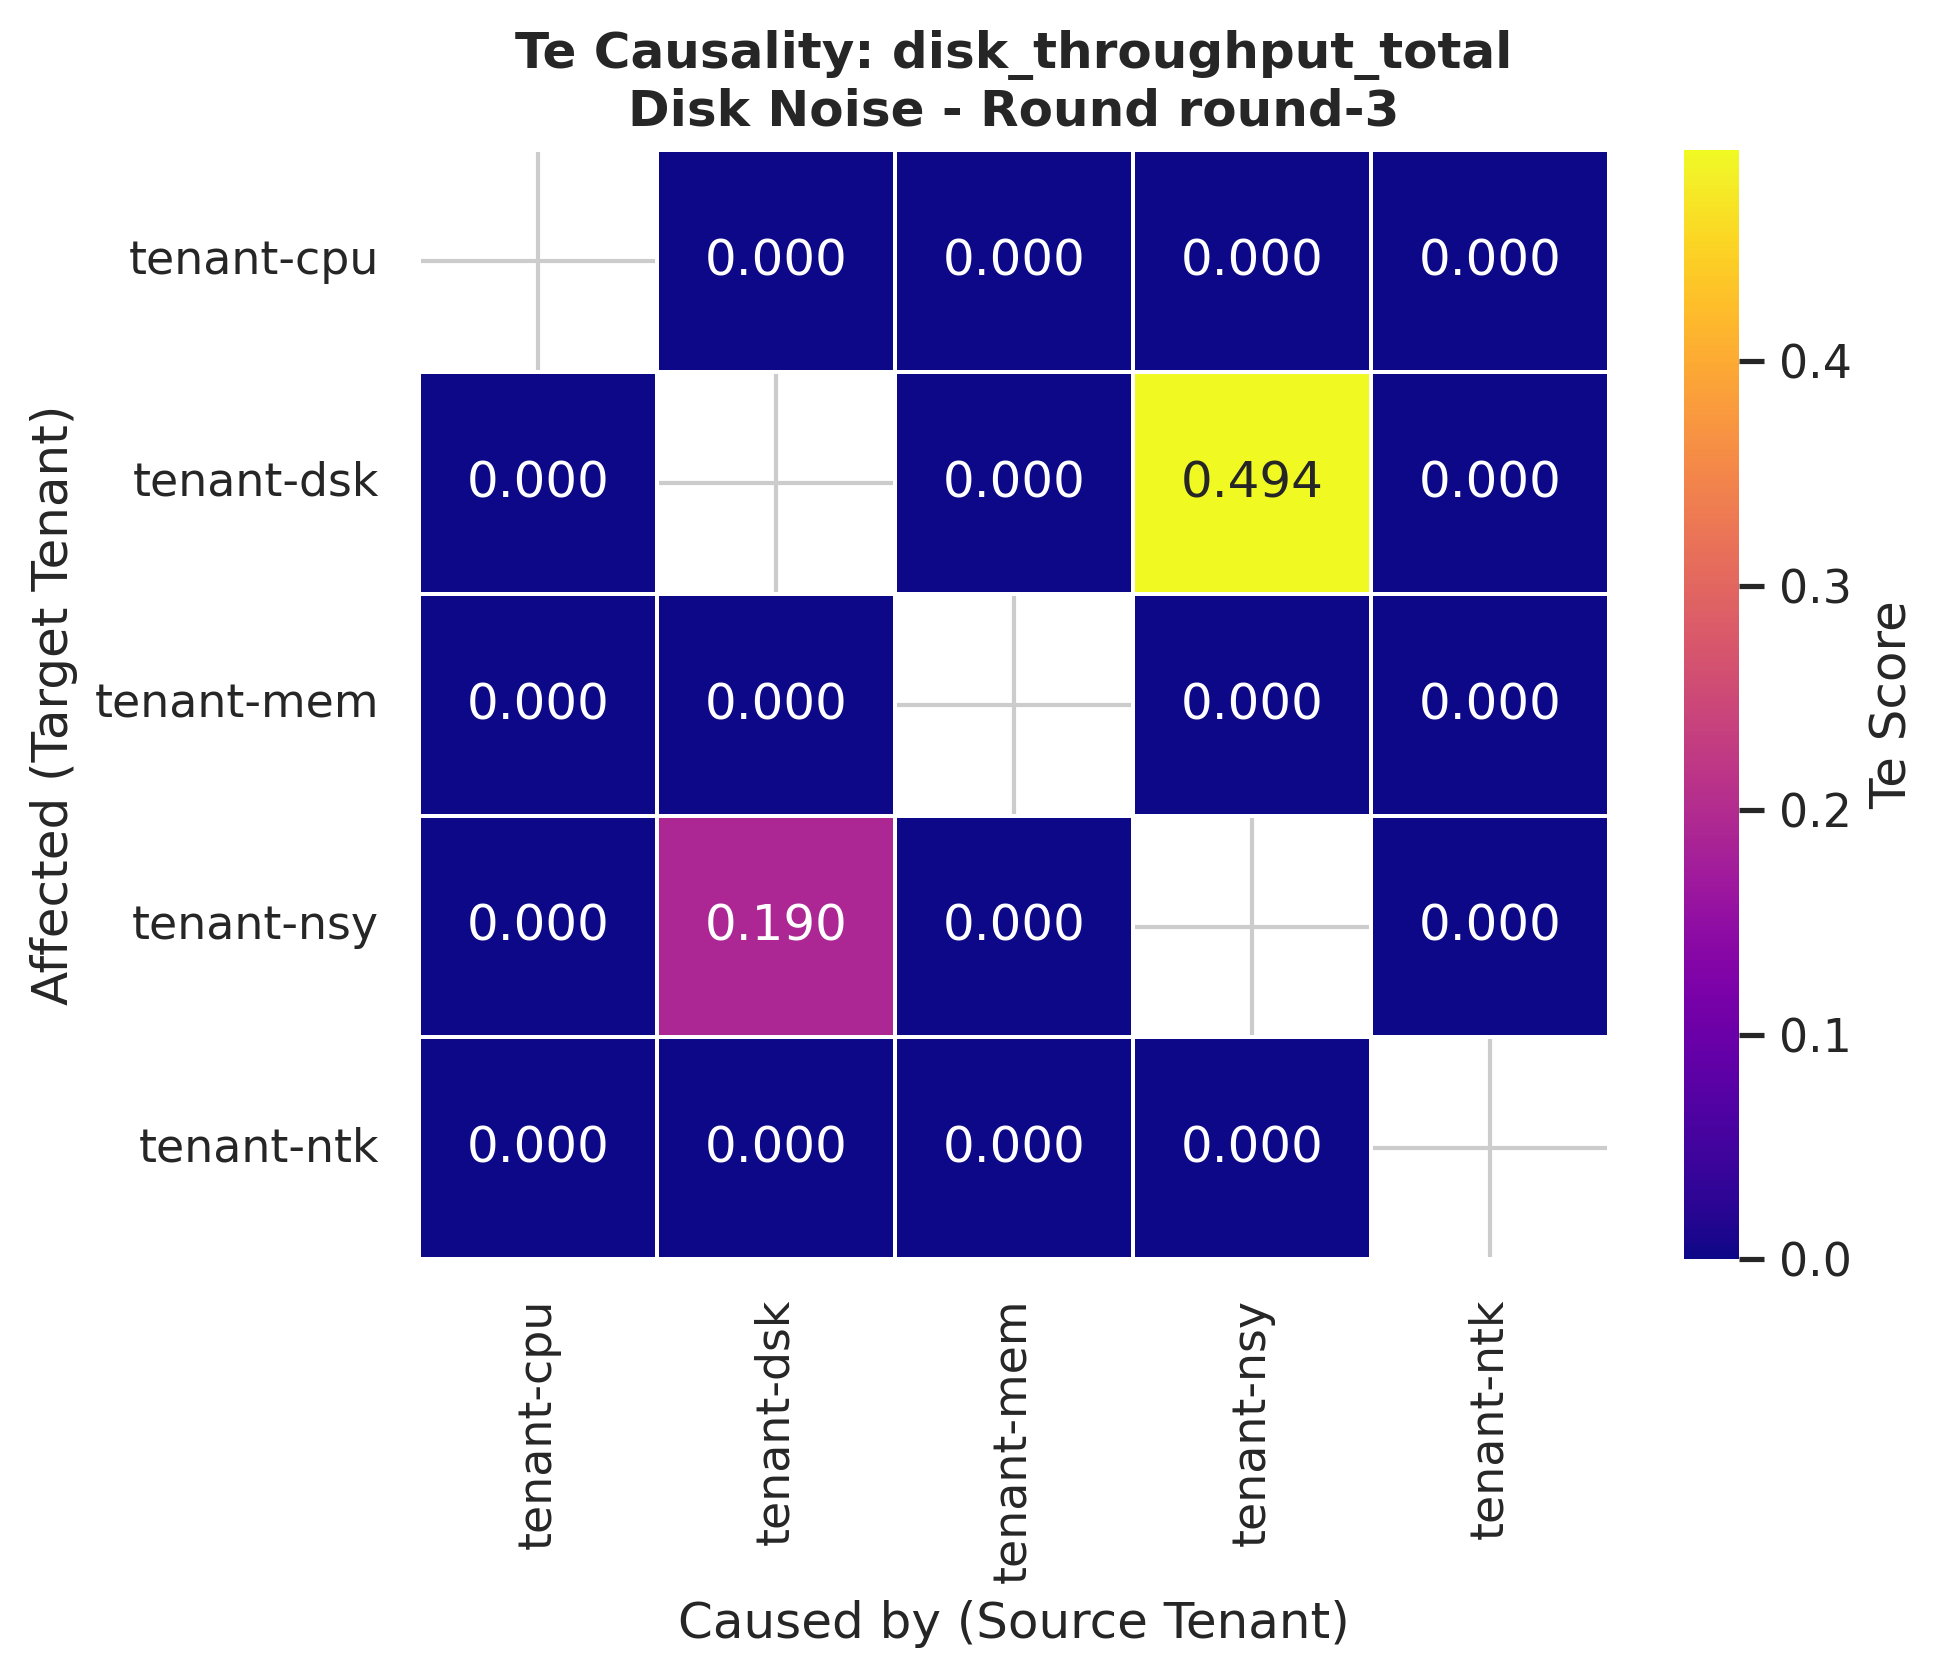 Te Causality: disk_throughput_total
Disk Noise - Round round-3
Affected (Target Tenant)
tenant-cpu
0.000 0.000 0.000 0.000
tenant-dsk
0.000 0.000 0.494 0.000
tenant-mem
0.000 0.000 0.000 0.000
tenant-nsy
0.000 0.190 0.000 0.000
tenant-ntk
0.000 0.000 0.000 0.000
tenant-cpu
tenant-dsk
tenant-mem
tenant-nsy
tenant-ntk
Caused by (Source Tenant)
0.4
0.3
0.2
0.1
0.0
Te Score